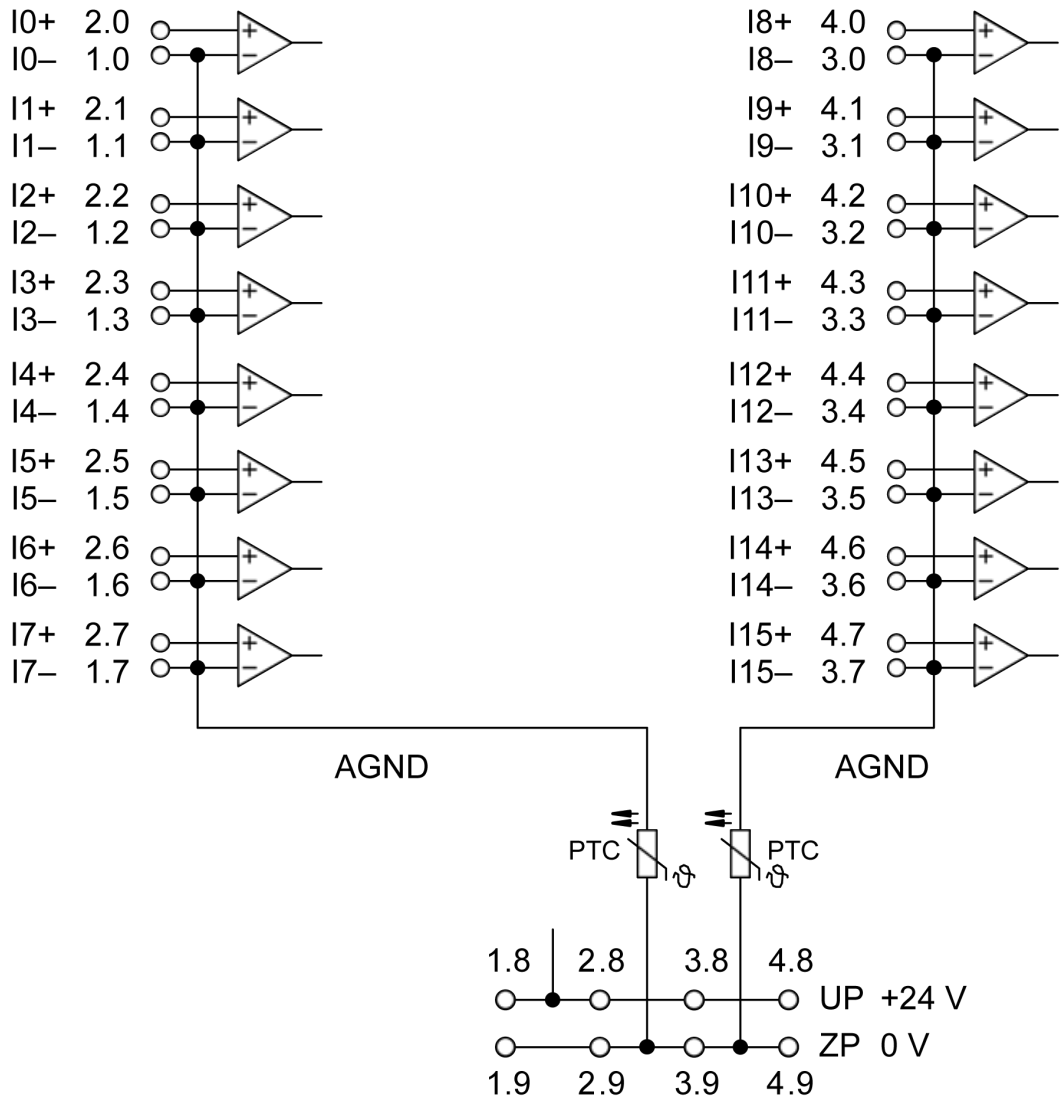 I0+ 2.0
I0– 1.0
I1+ 2.1
I1– 1.1
I2+ 2.2
I2– 1.2
I3+ 2.3
I3– 1.3
I4+ 2.4
I4– 1.4
I5+ 2.5
I5– 1.5
I6+ 2.6
I6– 1.6
I7+ 2.7
I7– 1.7
I8+ 4.0
I8– 3.0
I9+ 4.1
I9– 3.1
I10+ 4.2
I10– 3.2
I11+ 4.3
I11– 3.3
I12+ 4.4
I12– 3.4
I13+ 4.5
I13– 3.5
I14+ 4.6
I14– 3.6
I15+ 4.7
I15– 3.7
AGND
AGND
PTC ϑ
PTC ϑ
1.8 2.8 3.8 4.8
UP +24 V
ZP 0 V
1.9 2.9 3.9 4.9